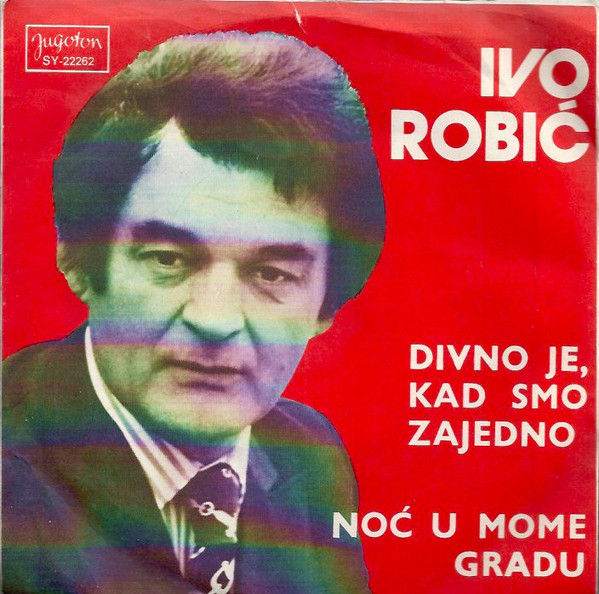 Jugoton
SY-22262
IVO
ROBIĆ
DIVNO JE,
KAD SMO
ZAJEDNO
NOĆ U MOME
GRADU